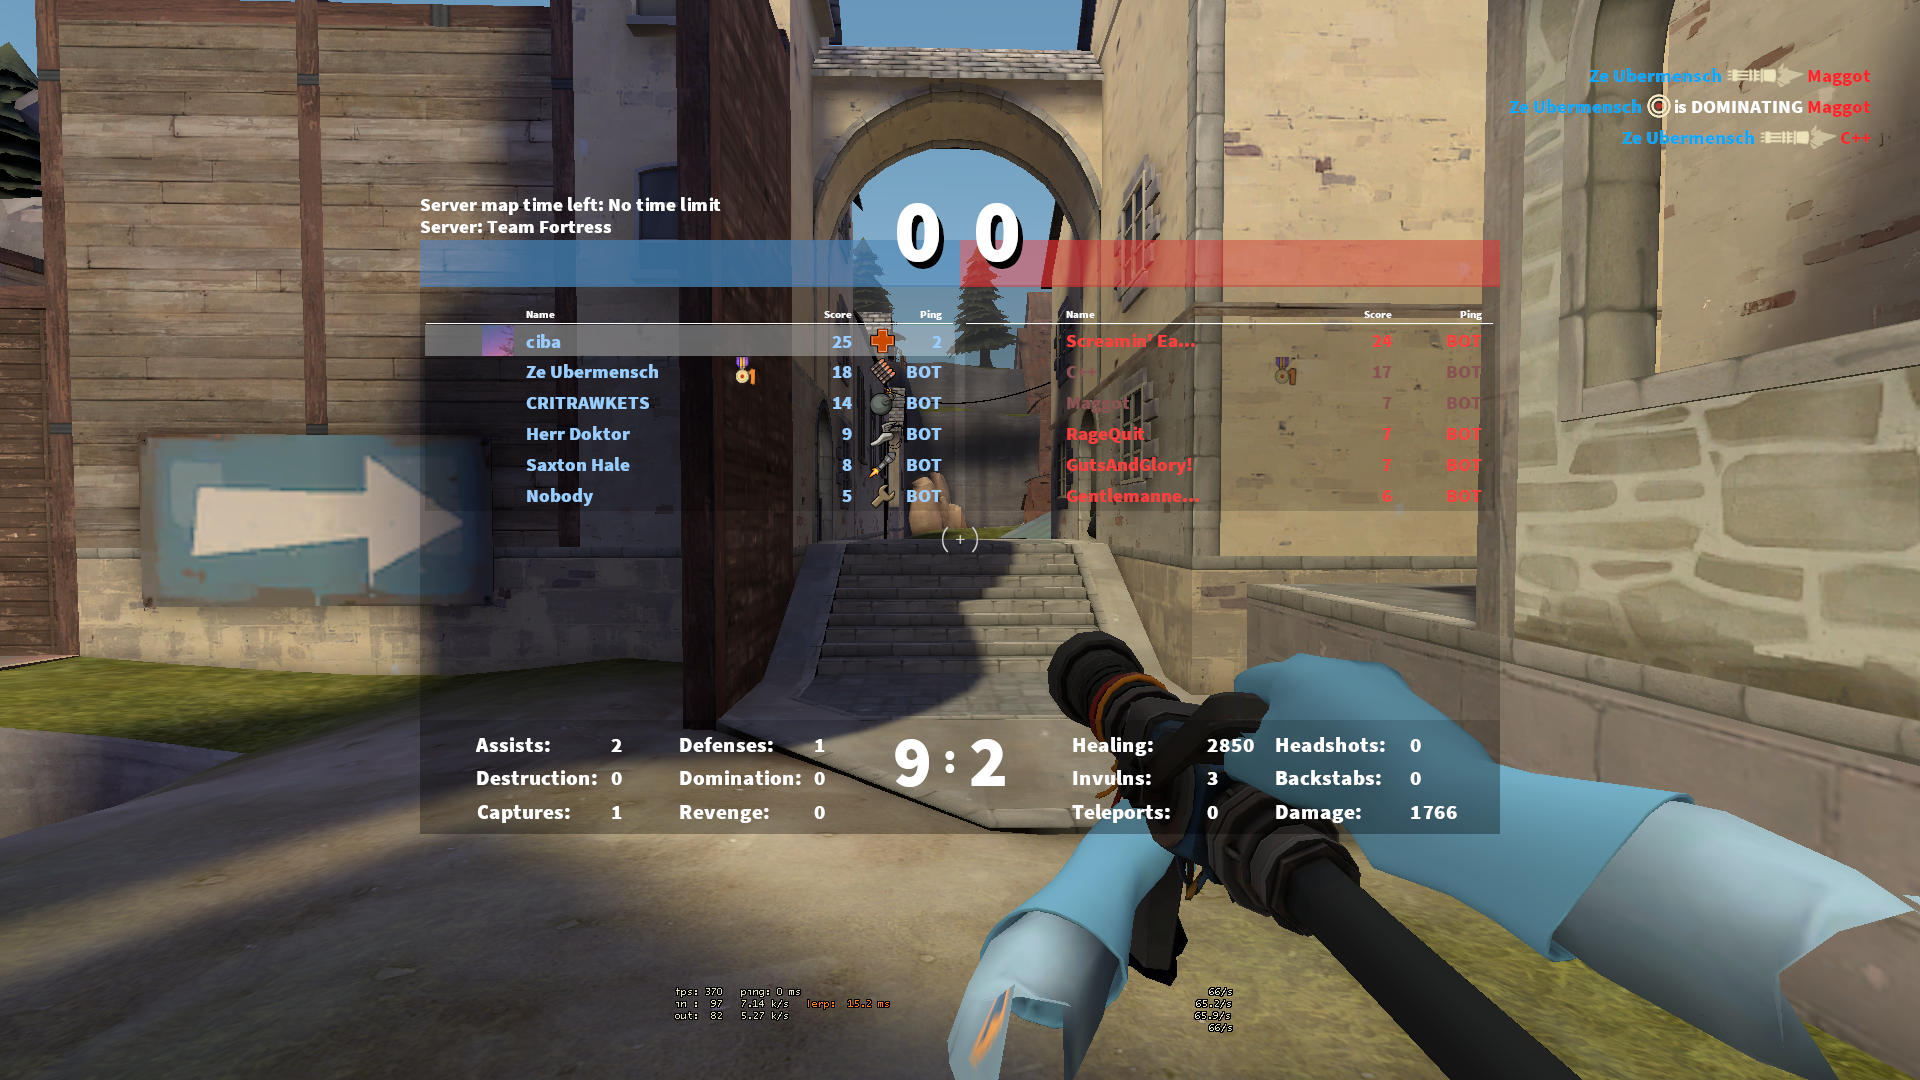 Ze Ubermensch Maggot
Ze Ubermensch is DOMINATING Maggot
Ze Ubermensch C++
Server map time left: No time limit
Server: Team Fortress
0 0
Name Score Ping
ciba 25 2
Ze Ubermensch 1 18 BOT
CRITRAWKETS 14 BOT
Herr Doktor 9 BOT
Saxton Hale 8 BOT
Nobody 5 BOT
Name Score Ping
Screamin' Ea... 24 BOT
C++ 1 17 BOT
Maggot 7 BOT
RageQuit 7 BOT
GutsAndGlory! 7 BOT
Gentlemanne... 6 BOT
Assists: 2 Defenses: 1
Destruction: 0 Domination: 0
Captures: 1 Revenge: 0
9:2
Healing: 2850 Headshots: 0
Invulns: 3 Backstabs: 0
Teleports: 0 Damage: 1766
fps: 370 ping: 0 ms
in : 97 7.14 k/s lerp: 15.2 ms
out: 82 5.27 k/s
66/s
65.2/s
65.9/s
66/s